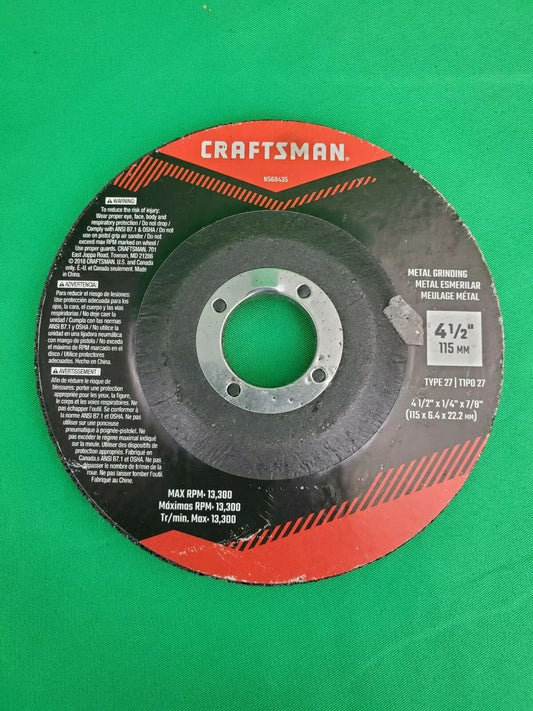 CRAFTSMAN®
N568435
WARNING:
To reduce the risk of injury:
Wear proper eye, face, body and
respiratory protection / Do not drop /
Comply with ANSI B7.1 & OSHA / Do not
use on pistol grip air sander / Do not
exceed max RPM marked on wheel /
Use proper guards. CRAFTSMAN, 701
East Joppa Road, Towson, MD 21286
© 2018 CRAFTSMAN. U.S. and Canada
only. É.-U. et Canada seulement. Made
in China.
ADVERTENCIA:
Para reducir el riesgo de lesiones:
Use protección adecuada para los
ojos, la cara, el cuerpo y las vías
respiratorias / No deje caer la
unidad / Cumpla con las normas
ANSI B7.1 y OSHA / No utilice la
unidad en una lijadora neumática
con mango de pistola / No exceda
el máximo de RPM marcado en el
disco / Utilice protectores
adecuados. Hecho en China.
AVERTISSEMENT:
Afin de réduire le risque de
blessures: porter une protection
appropriée pour les yeux, la figure,
le corps et les voies respiratoires. Ne
pas échapper l'outil. Se conformer à la
norme ANSI B7.1 et OSHA. Ne pas
utiliser sur une ponceuse
pneumatique à poignée-pistolet. Ne
pas excéder le régime maximal indiqué
sur la meule. Utiliser des dispositifs de
protection appropriés. Fabriqué en
METAL GRINDING
METAL ESMERILAR
MEULAGE MÉTAL
4 1/2"
115 MM
TYPE 27 | TIPO 27
4 1/2" x 1/4" x 7/8"
(115 x 6.4 x 22.2 MM)
MAX RPM: 13,300
Máximas RPM: 13,300
Tr/min. Max: 13,300
Canada.s ANSI B7.1 et OSHA. Ne pas
dépasser le nombre de tr/min de la
roue. Ne pas laisser tomber l'outil.
Fabriqué au Chine.